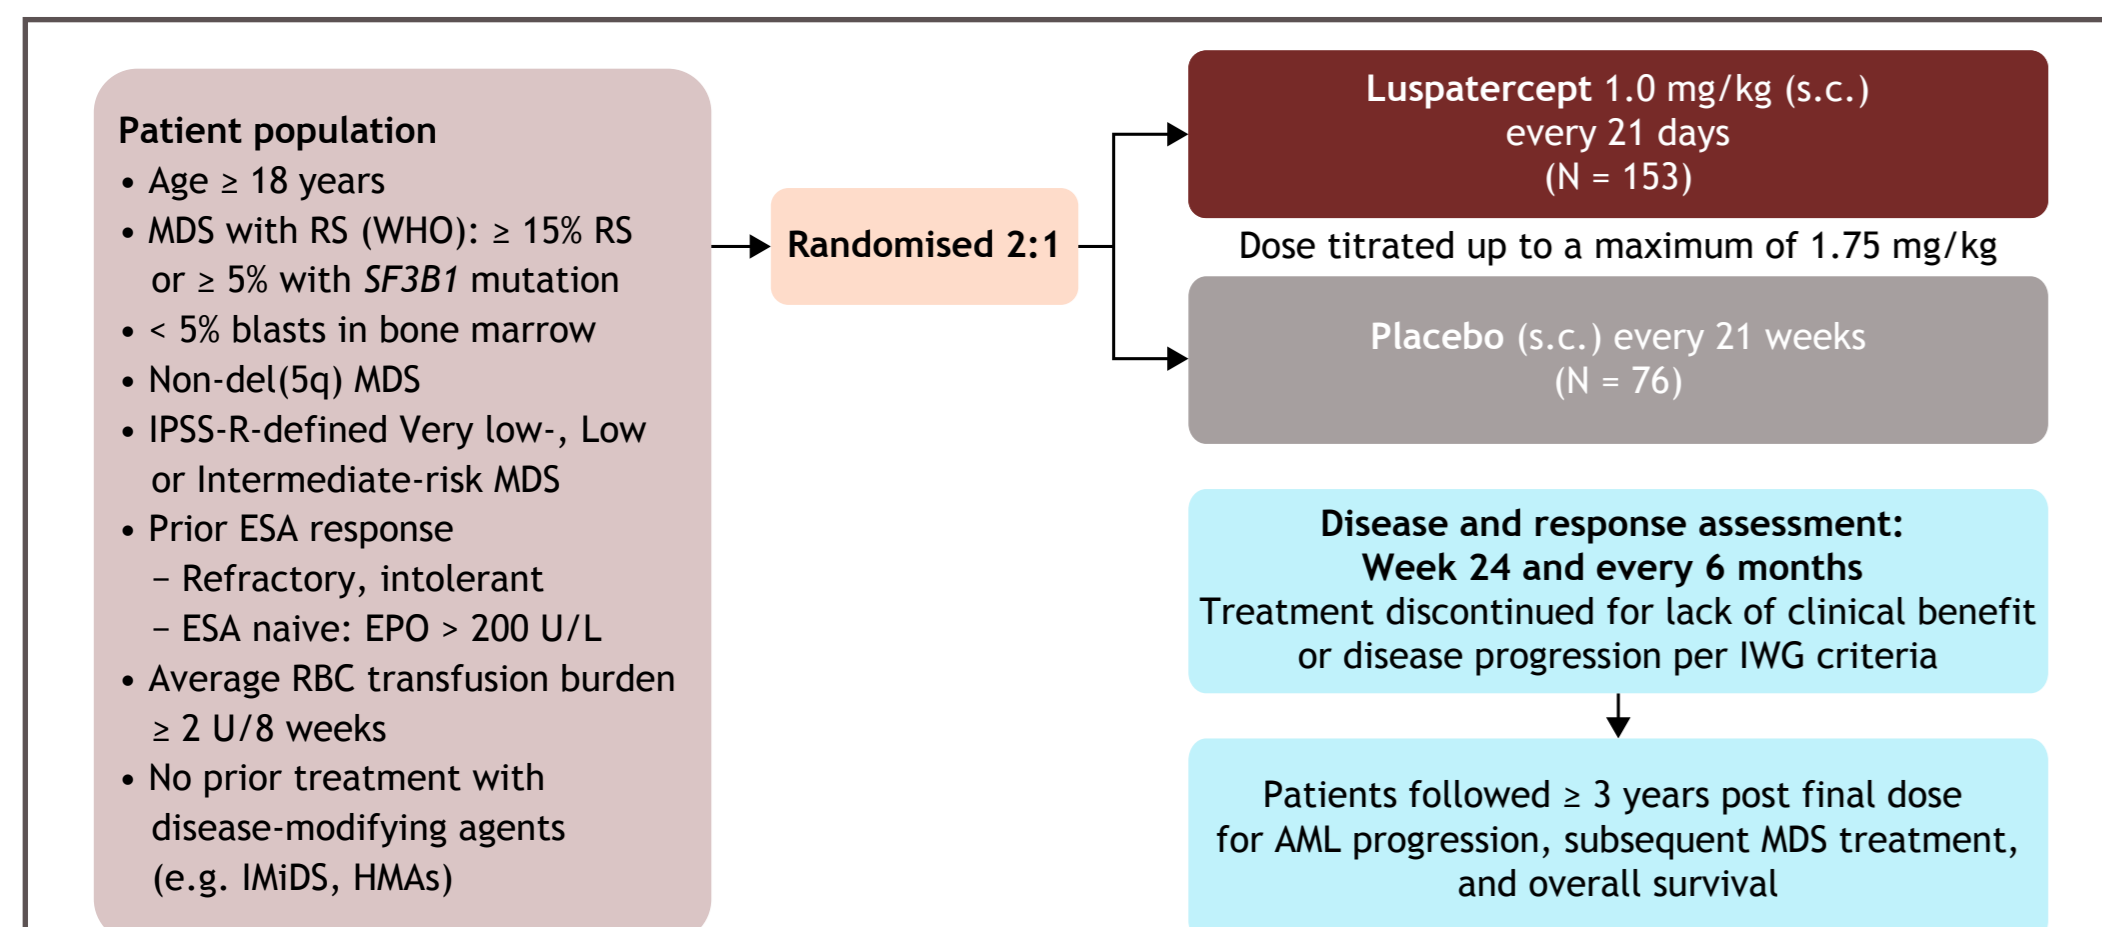 Patient population
• Age ≥ 18 years
• MDS with RS (WHO): ≥ 15% RS
or ≥ 5% with SF3B1 mutation
• < 5% blasts in bone marrow
• Non-del(5q) MDS
• IPSS-R-defined Very low-, Low
or Intermediate-risk MDS
• Prior ESA response
– Refractory, intolerant
– ESA naive: EPO > 200 U/L
• Average RBC transfusion burden
≥ 2 U/8 weeks
• No prior treatment with
disease-modifying agents
(e.g. IMiDS, HMAs)
Randomised 2:1
Luspatercept 1.0 mg/kg (s.c.)
every 21 days
(N = 153)
Dose titrated up to a maximum of 1.75 mg/kg
Placebo (s.c.) every 21 weeks
(N = 76)
Disease and response assessment:
Week 24 and every 6 months
Treatment discontinued for lack of clinical benefit
or disease progression per IWG criteria
Patients followed ≥ 3 years post final dose
for AML progression, subsequent MDS treatment,
and overall survival